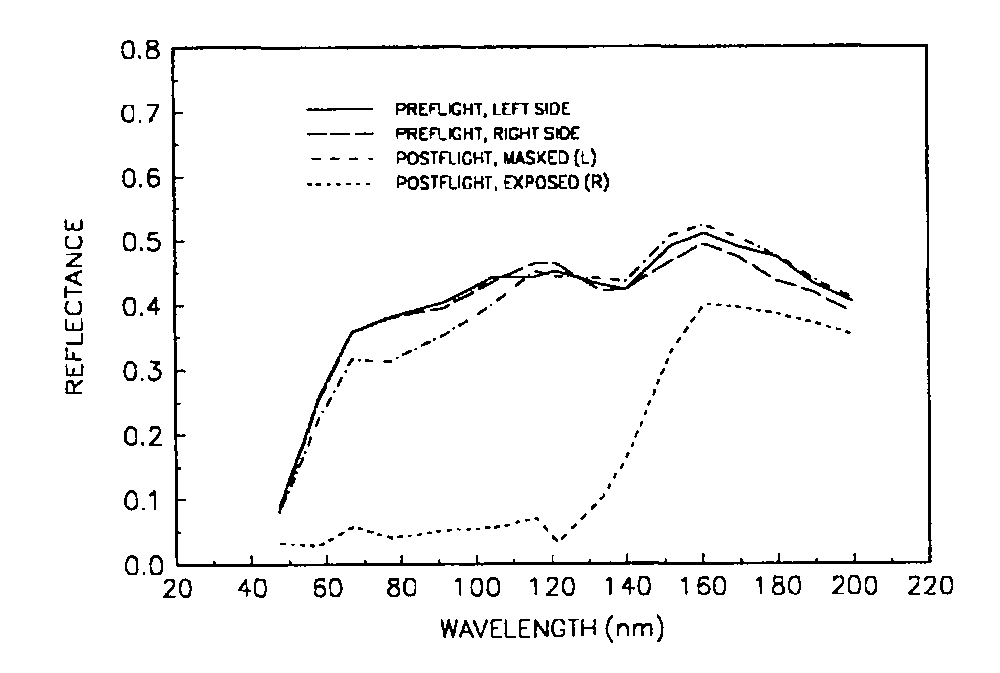 0.8
0.7
0.6
0.5
0.4
0.3
0.2
0.1
0.0
REFLECTANCE
PREFLIGHT, LEFT SIDE
PREFLIGHT, RIGHT SIDE
POSTFLIGHT, MASKED (L)
POSTFLIGHT, EXPOSED (R)
20 40 60 80 100 120 140 160 180 200 220
WAVELENGTH (nm)